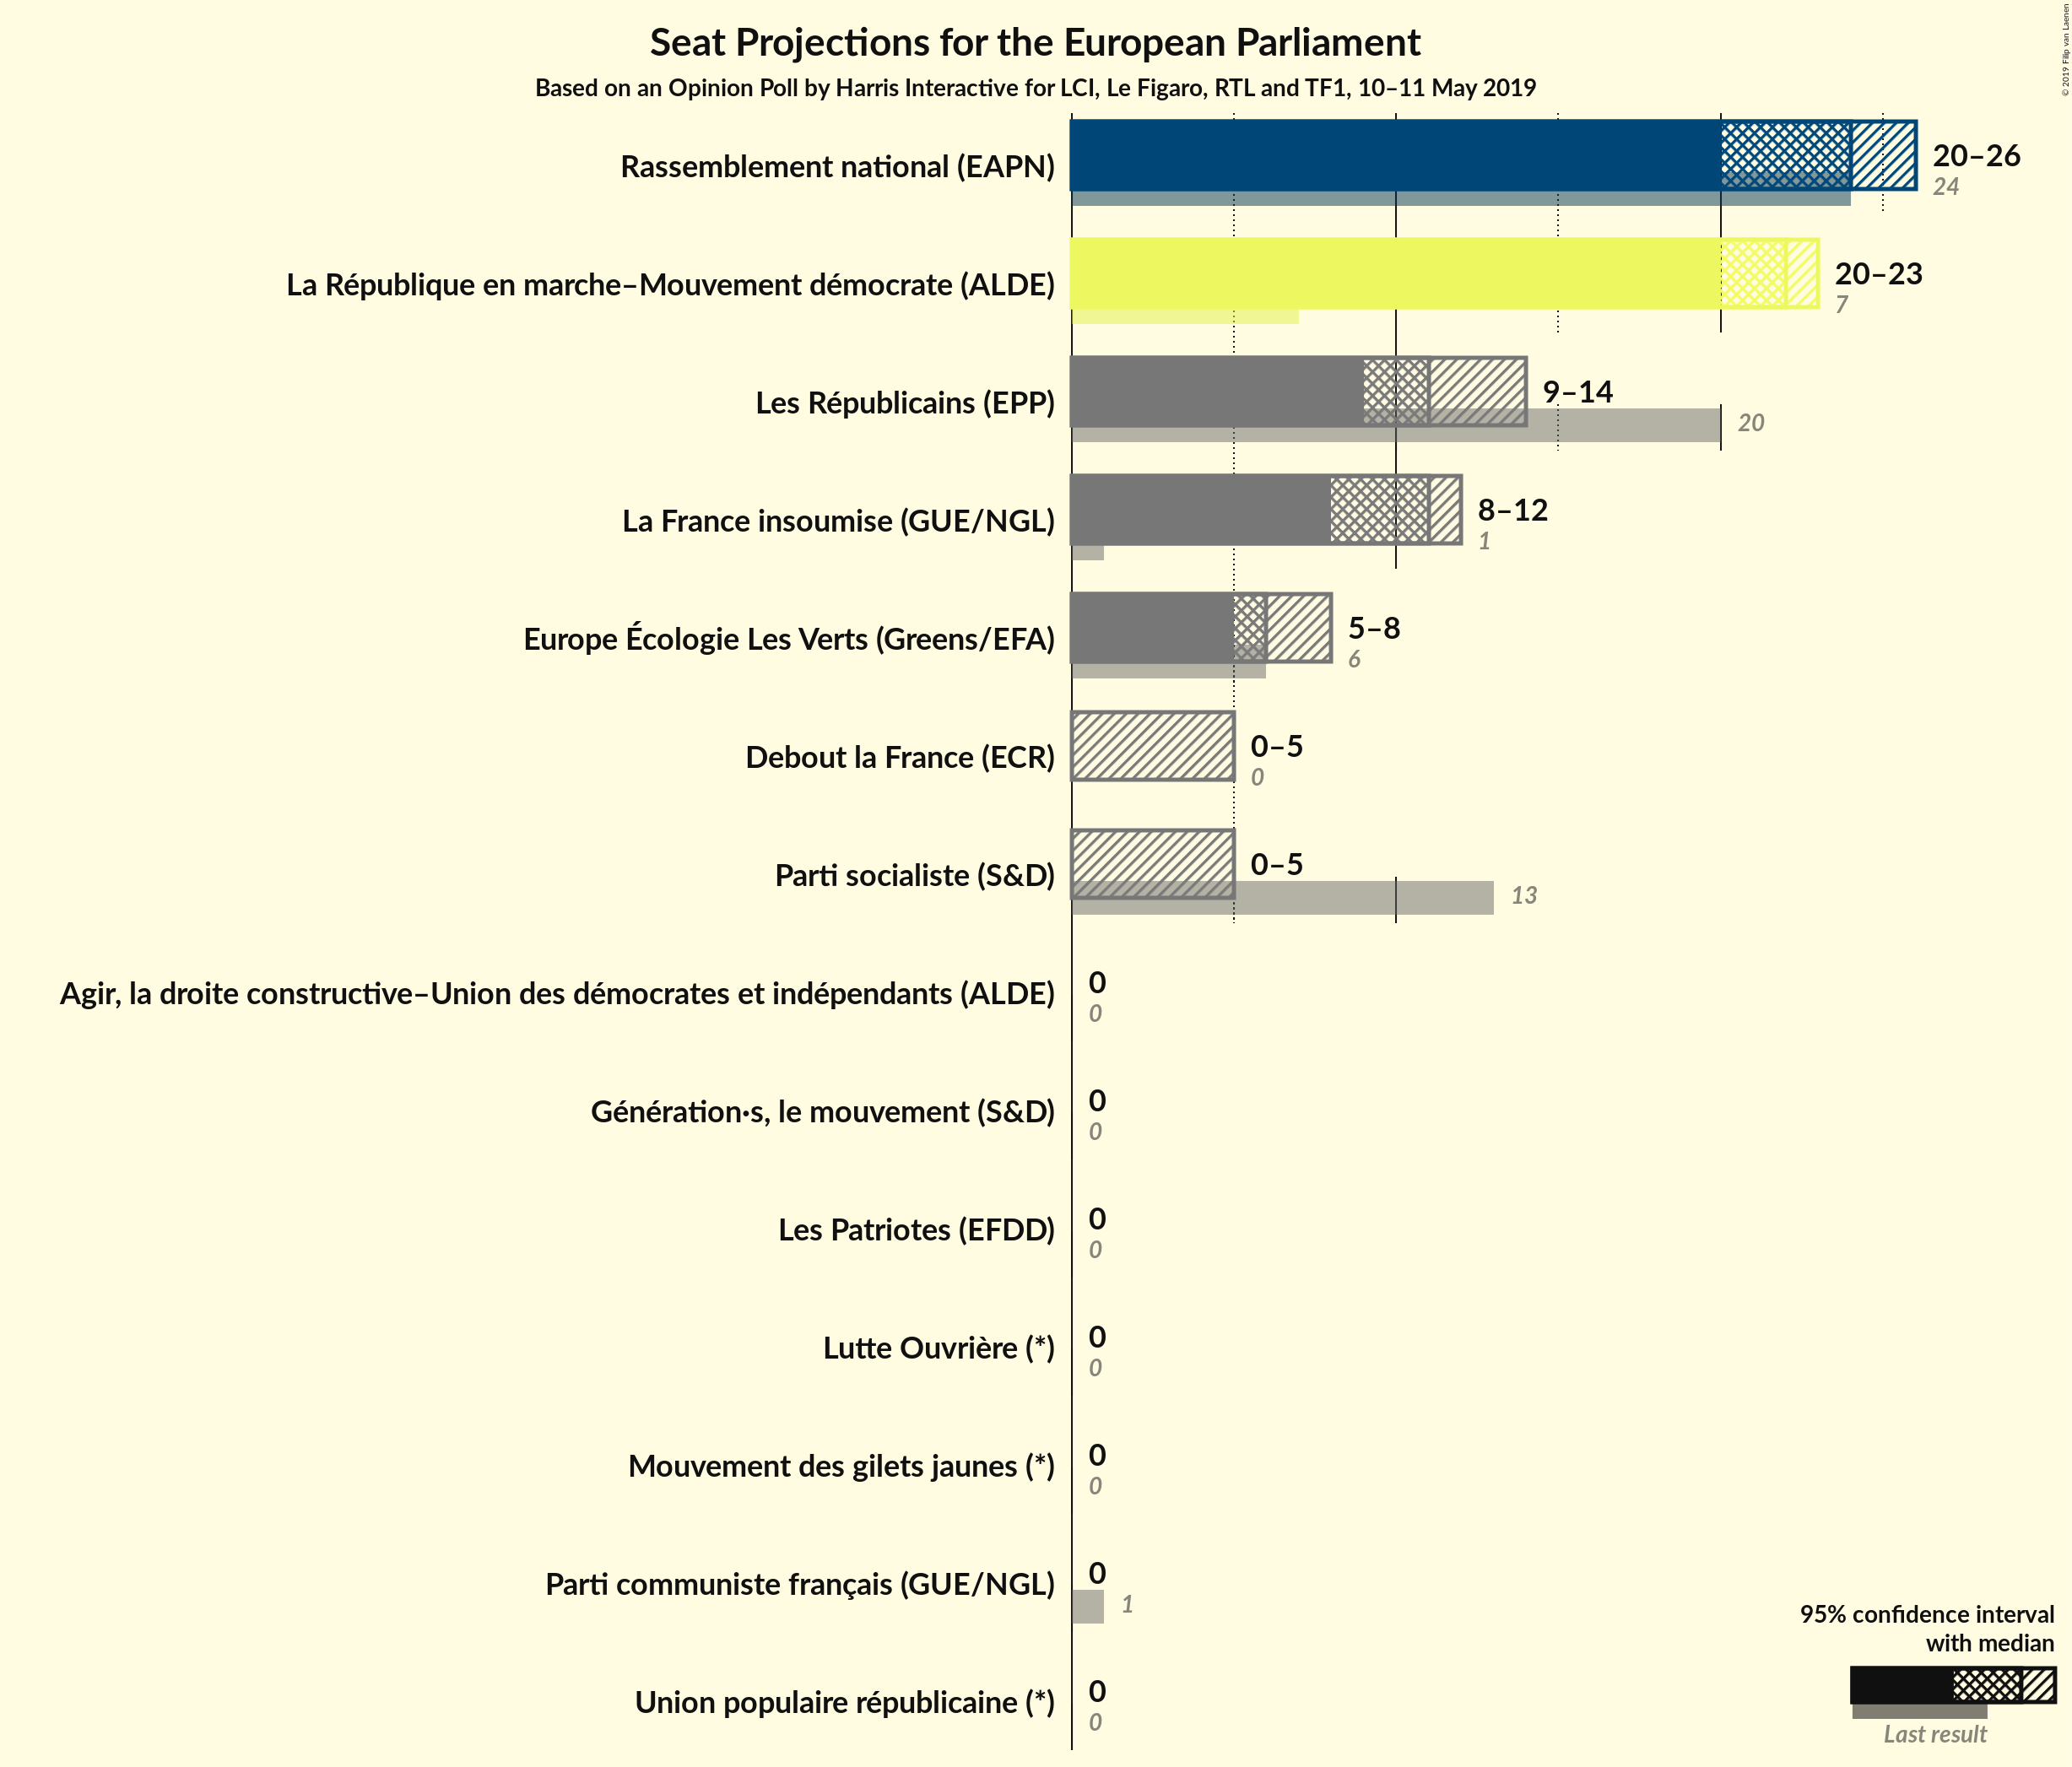 Seat Projections for the European Parliament
Based on an Opinion Poll by Harris Interactive for LCI, Le Figaro, RTL and TF1, 10–11 May 2019
© 2019 Filip van Laenen
Rassemblement national (EAPN)
20–26
24
La République en marche–Mouvement démocrate (ALDE)
20–23
7
Les Républicains (EPP)
9–14
20
La France insoumise (GUE/NGL)
8–12
1
Europe Écologie Les Verts (Greens/EFA)
5–8
6
Debout la France (ECR)
0–5
0
Parti socialiste (S&D)
0–5
13
Agir, la droite constructive–Union des démocrates et indépendants (ALDE)
0
0
Génération·s, le mouvement (S&D)
0
0
Les Patriotes (EFDD)
0
0
Lutte Ouvrière (*)
0
0
Mouvement des gilets jaunes (*)
0
0
Parti communiste français (GUE/NGL)
0
1
Union populaire républicaine (*)
0
0
95% confidence interval
with median
Last result